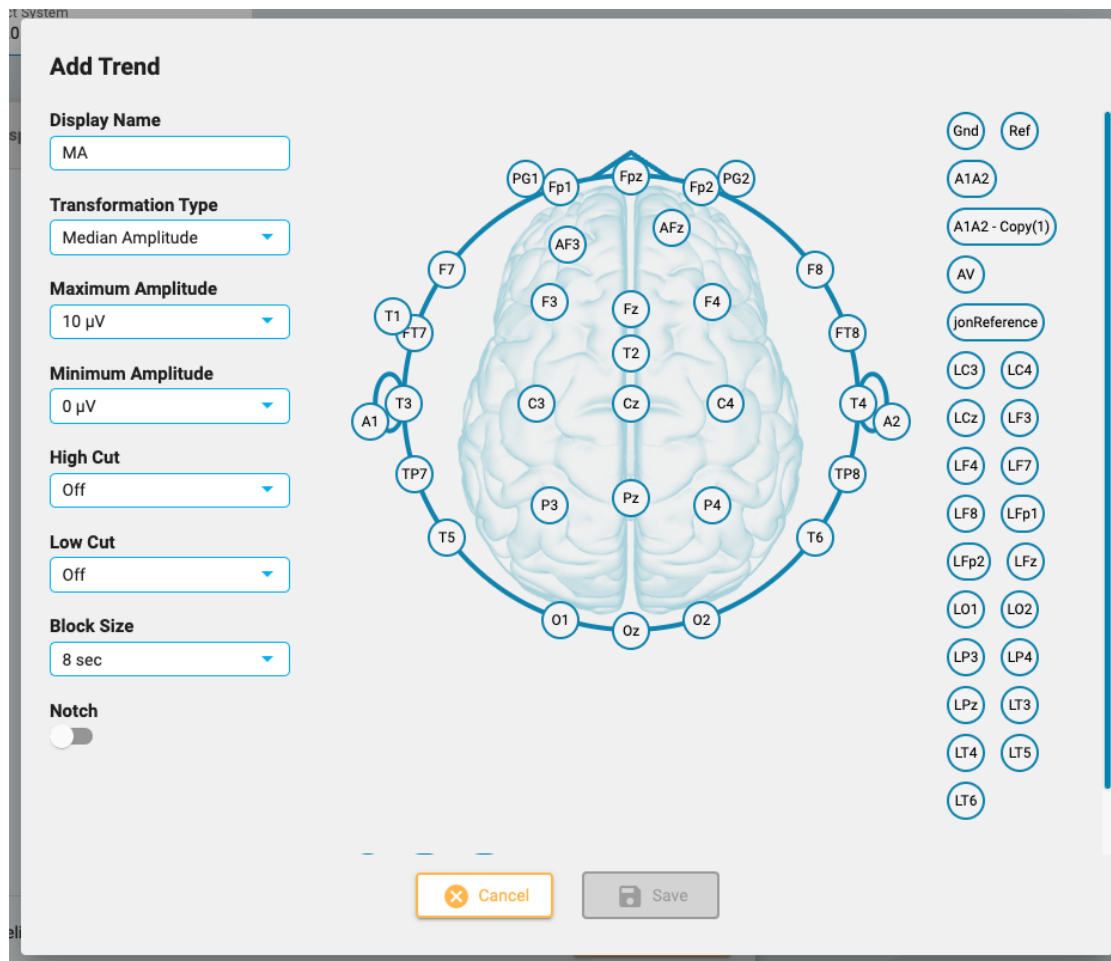 ct System
Add Trend
Display Name
MA
Transformation Type
Median Amplitude
Maximum Amplitude
10 µV
Minimum Amplitude
0 µV
High Cut
Off
Low Cut
Off
Block Size
8 sec
Notch
PG1 Fp1 Fpz Fp2 PG2
AF3 AFz
F7 F8
F3 Fz F4
T1 FT7 FT8
T2
A1 T3 C3 Cz C4 T4 A2
TP7 TP8
P3 Pz P4
T5 T6
O1 Oz O2
Gnd Ref
A1A2
A1A2 - Copy(1)
AV
jonReference
LC3 LC4
LCz LF3
LF4 LF7
LF8 LFp1
LFp2 LFz
LO1 LO2
LP3 LP4
LPz LT3
LT4 LT5
LT6
Cancel Save